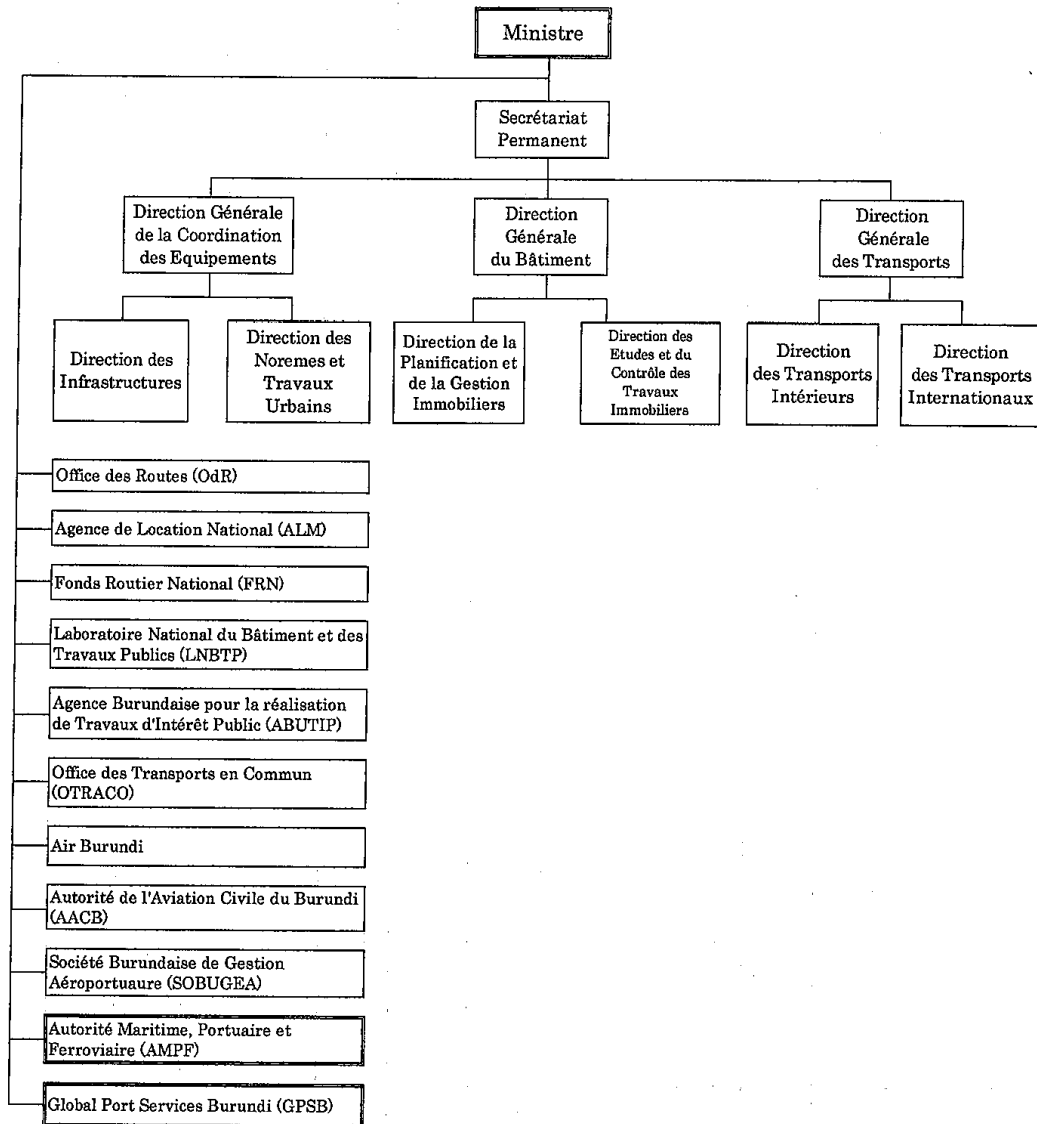 Ministre
Secrétariat
Permanent
Direction Générale
de la Coordination
des Equipements
Direction
Générale
du Bâtiment
Direction
Générale
des Transports
Direction des
Infrastructures
Direction des
Noremes et
Travaux
Urbains
Direction de la
Planification et
de la Gestion
Immobiliers
Direction des
Etudes et du
Contrôle des
Travaux
Immobiliers
Direction
des Transports
Intérieurs
Direction
des Transports
Internationaux
Office des Routes (OdR)
Agence de Location National (ALM)
Fonds Routier National (FRN)
Laboratoire National du Bâtiment et des
Travaux Publics (LNBTP)
Agence Burundaise pour la réalisation
de Travaux d'Intérêt Public (ABUTIP)
Office des Transports en Commun
(OTRACO)
Air Burundi
Autorité de l'Aviation Civile du Burundi
(AACB)
Société Burundaise de Gestion
Aéroportuaure (SOBUGEA)
Autorité Maritime, Portuaire et
Ferroviaire (AMPF)
Global Port Services Burundi (GPSB)